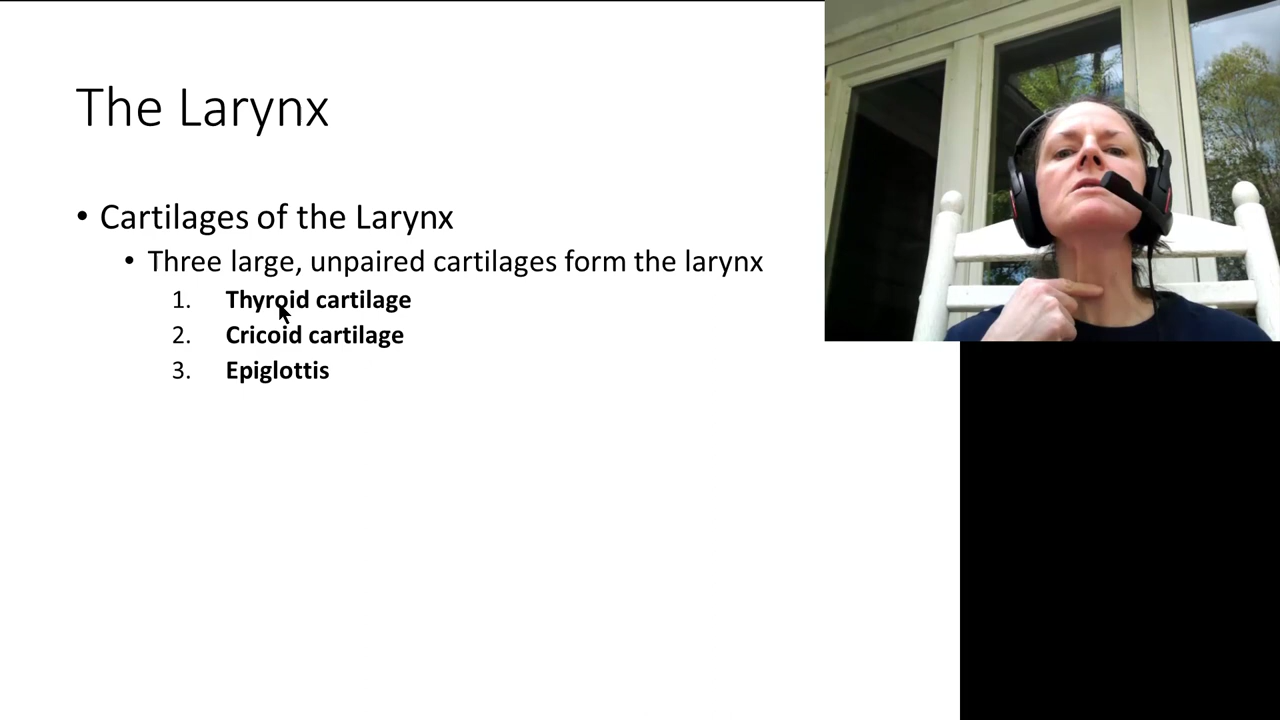 The Larynx
• Cartilages of the Larynx
• Three large, unpaired cartilages form the larynx
1. Thyroid cartilage
2. Cricoid cartilage
3. Epiglottis